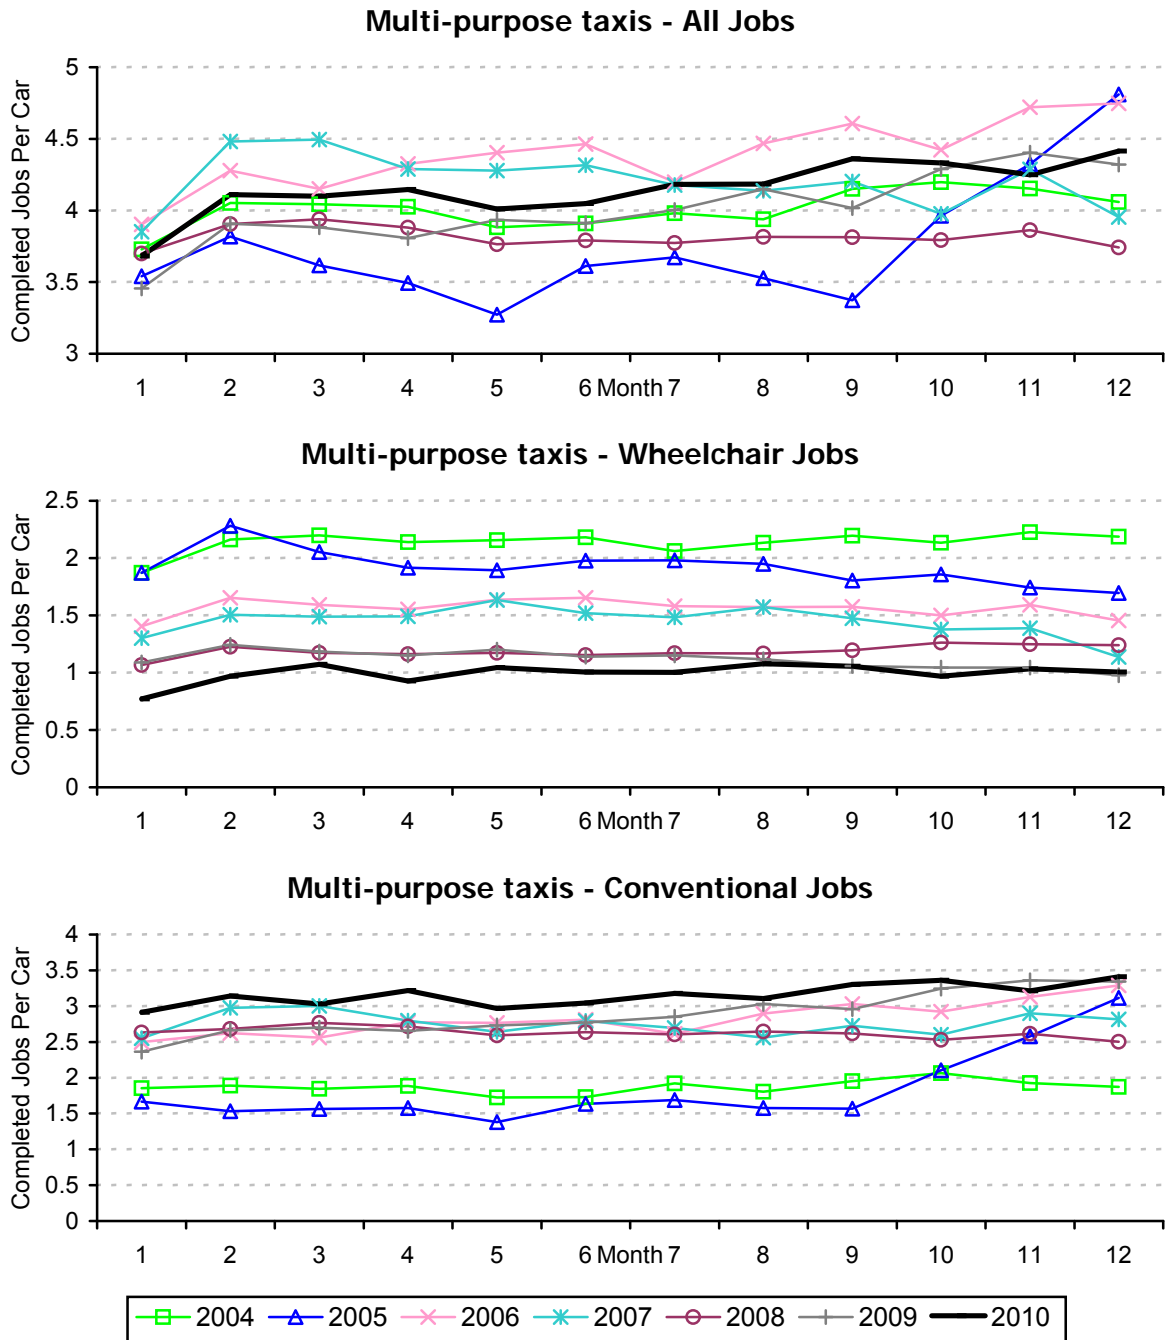 Multi-purpose taxis - All Jobs
Completed Jobs Per Car
5
4.5
4
3.5
3
1 2 3 4 5 6 Month 7 8 9 10 11 12
Multi-purpose taxis - Wheelchair Jobs
Completed Jobs Per Car
2.5
2
1.5
1
0.5
0
1 2 3 4 5 6 Month 7 8 9 10 11 12
Multi-purpose taxis - Conventional Jobs
Completed Jobs Per Car
4
3.5
3
2.5
2
1.5
1
0.5
0
1 2 3 4 5 6 Month 7 8 9 10 11 12
2004 2005 2006 2007 2008 2009 2010